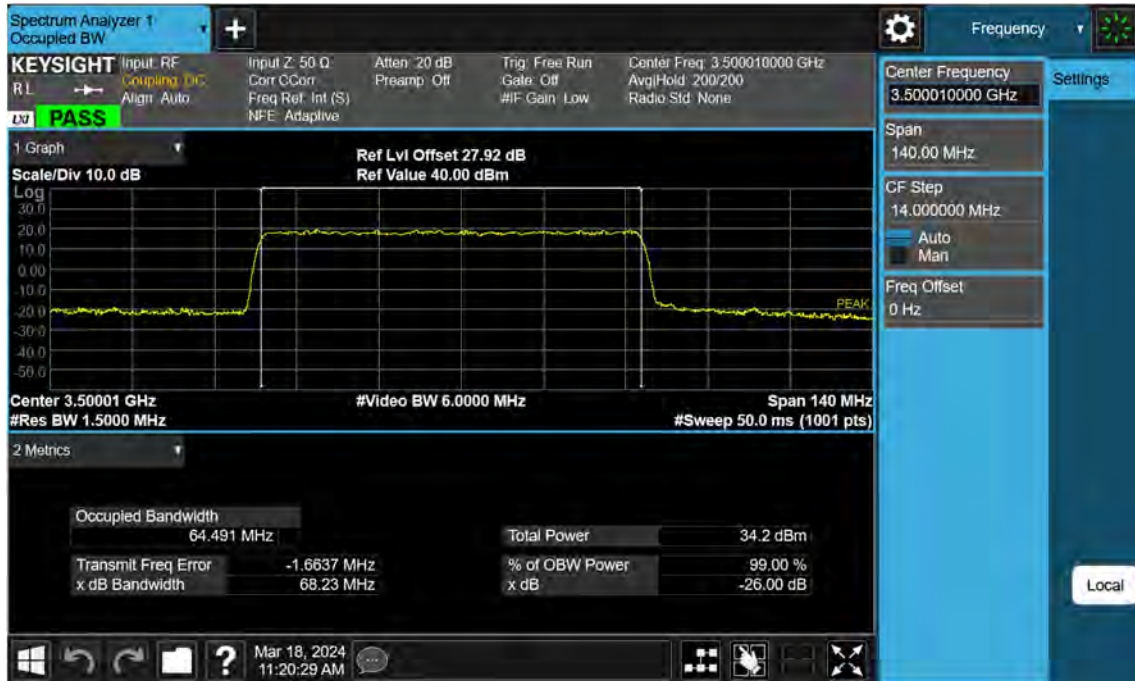 Spectrum Analyzer 1
Occupied BW
+
Frequency
KEYSIGHT
RL
Input: RF
Coupling: DC
Align: Auto
Input Z: 50 Ω
Corr CCorr
Freq Ref: Int (S)
NFE: Adaptive
Atten: 20 dB
Preamp: Off
Trig: Free Run
Gate: Off
#IF Gain: Low
Center Freq: 3.500010000 GHz
Avg|Hold: 200/200
Radio Std: None
LXI PASS
Center Frequency
3.500010000 GHz
Settings
Span
140.00 MHz
CF Step
14.000000 MHz
Auto
Man
Freq Offset
0 Hz
Local
1 Graph
Scale/Div 10.0 dB
Ref Lvl Offset 27.92 dB
Ref Value 40.00 dBm
Log
30.0
20.0
10.0
0.00
-10.0
-20.0
-30.0
-40.0
-50.0
PEAK
Center 3.50001 GHz
#Video BW 6.0000 MHz
Span 140 MHz
#Res BW 1.5000 MHz
#Sweep 50.0 ms (1001 pts)
2 Metrics
Occupied Bandwidth
64.491 MHz
Total Power 34.2 dBm
Transmit Freq Error -1.6637 MHz
% of OBW Power 99.00 %
x dB Bandwidth 68.23 MHz
x dB -26.00 dB
?
Mar 18, 2024
11:20:29 AM